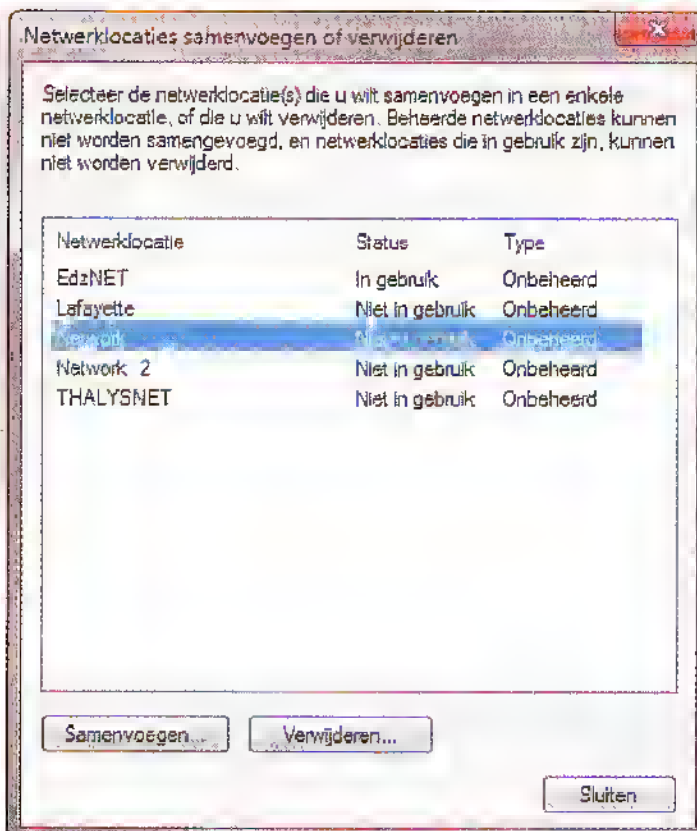 Netwerklocaties samenvoegen of verwijderen
Selecteer de netwerklocatie(s) die u wilt samenvoegen in een enkele
netwerklocatie, of die u wilt verwijderen. Beheerde netwerklocaties kunnen
niet worden samengevoegd, en netwerklocaties die in gebruik zijn, kunnen
niet worden verwijderd.
Netwerklocatie Status Type
EdzNET In gebruik Onbeheerd
Lafayette Niet in gebruik Onbeheerd
Network Niet in gebruik Onbeheerd
Network 2 Niet in gebruik Onbeheerd
THALYSNET Niet in gebruik Onbeheerd
Samenvoegen... Verwijderen...
Sluiten